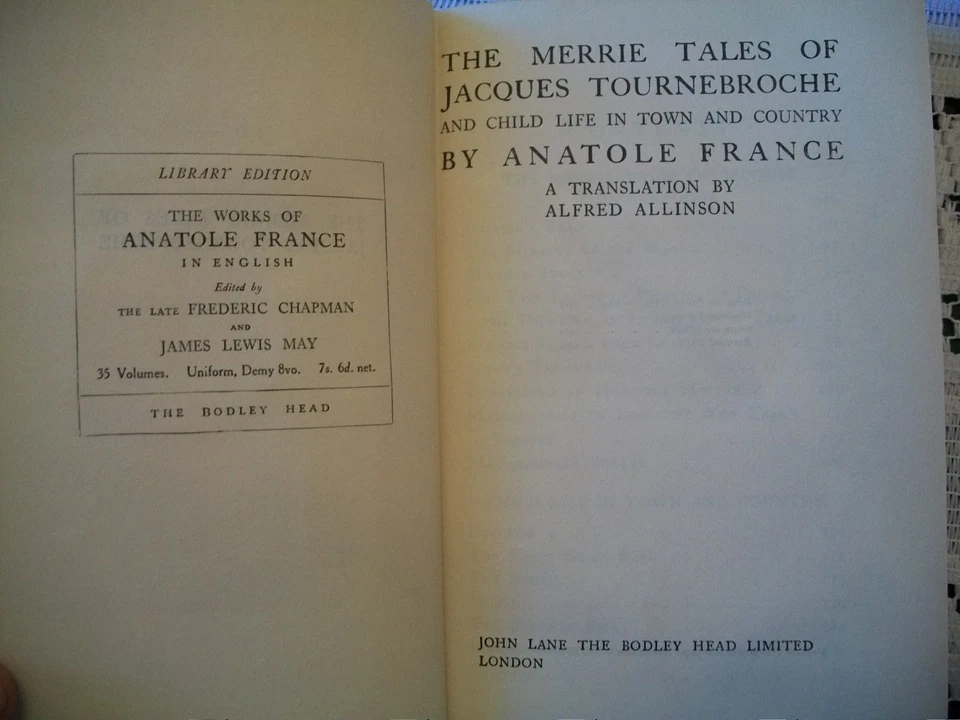 LIBRARY EDITION
THE WORKS OF
ANATOLE FRANCE
IN ENGLISH
Edited by
THE LATE FREDERIC CHAPMAN
AND
JAMES LEWIS MAY
35 Volumes. Uniform, Demy 8vo. 7s. 6d. net.
THE BODLEY HEAD
THE MERRIE TALES OF
JACQUES TOURNEBROCHE
AND CHILD LIFE IN TOWN AND COUNTRY
BY ANATOLE FRANCE
A TRANSLATION BY
ALFRED ALLINSON
JOHN LANE THE BODLEY HEAD LIMITED
LONDON